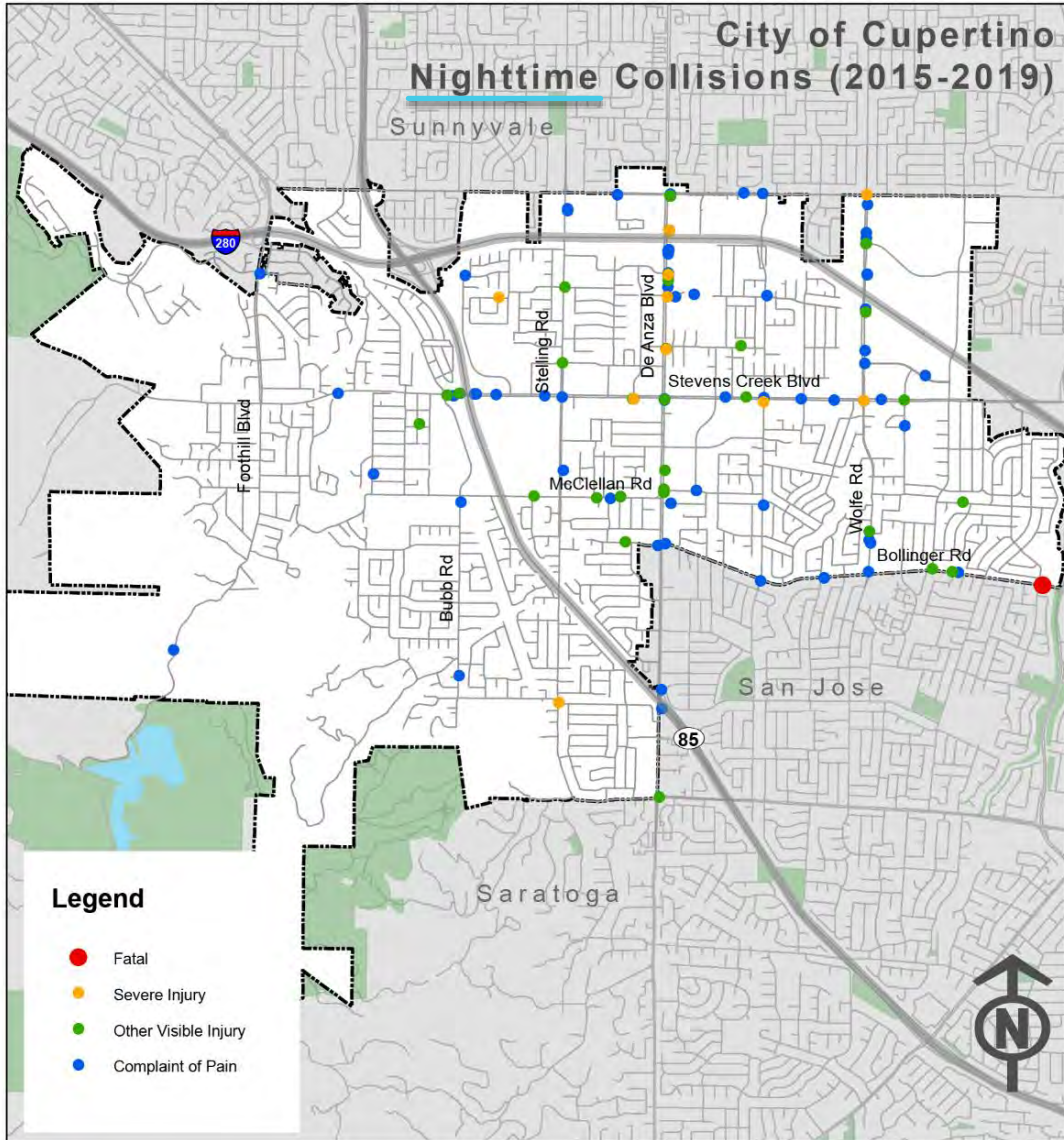 City of Cupertino
Nighttime Collisions (2015-2019)
Sunnyvale
280
Stelling Rd
De Anza Blvd
Stevens Creek Blvd
Foothill Blvd
McClellan Rd
Wolfe Rd
Bollinger Rd
Bubb Rd
San Jose
85
Saratoga
Legend
Fatal
Severe Injury
Other Visible Injury
Complaint of Pain
N